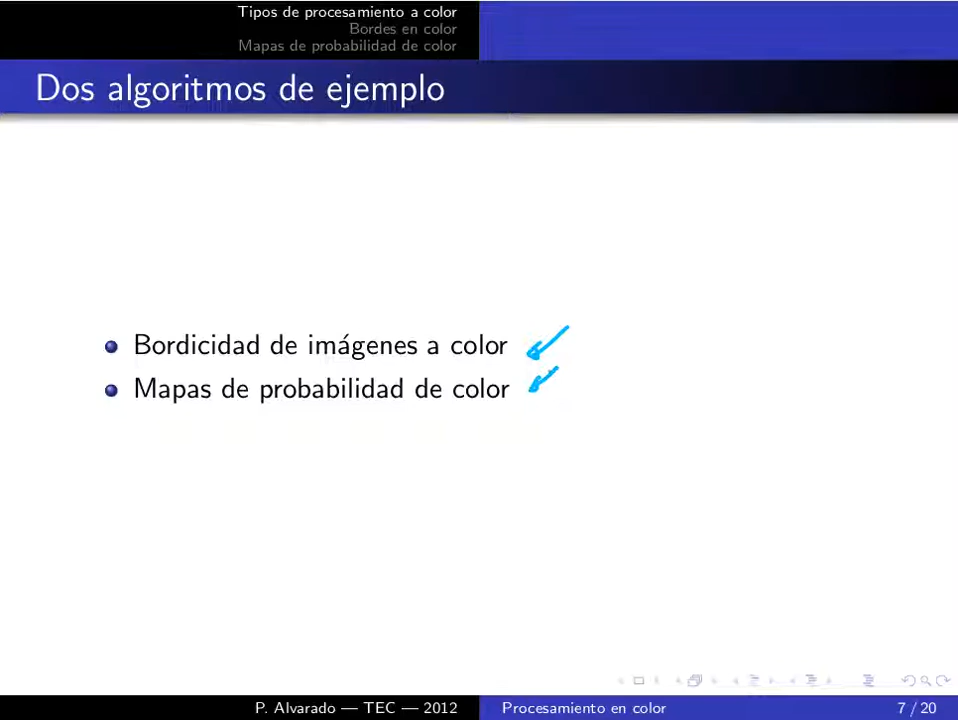 Tipos de procesamiento a color
Bordes en color
Mapas de probabilidad de color
Dos algoritmos de ejemplo
Bordicidad de imágenes a color
Mapas de probabilidad de color
P. Alvarado — TEC — 2012
Procesamiento en color
7 / 20